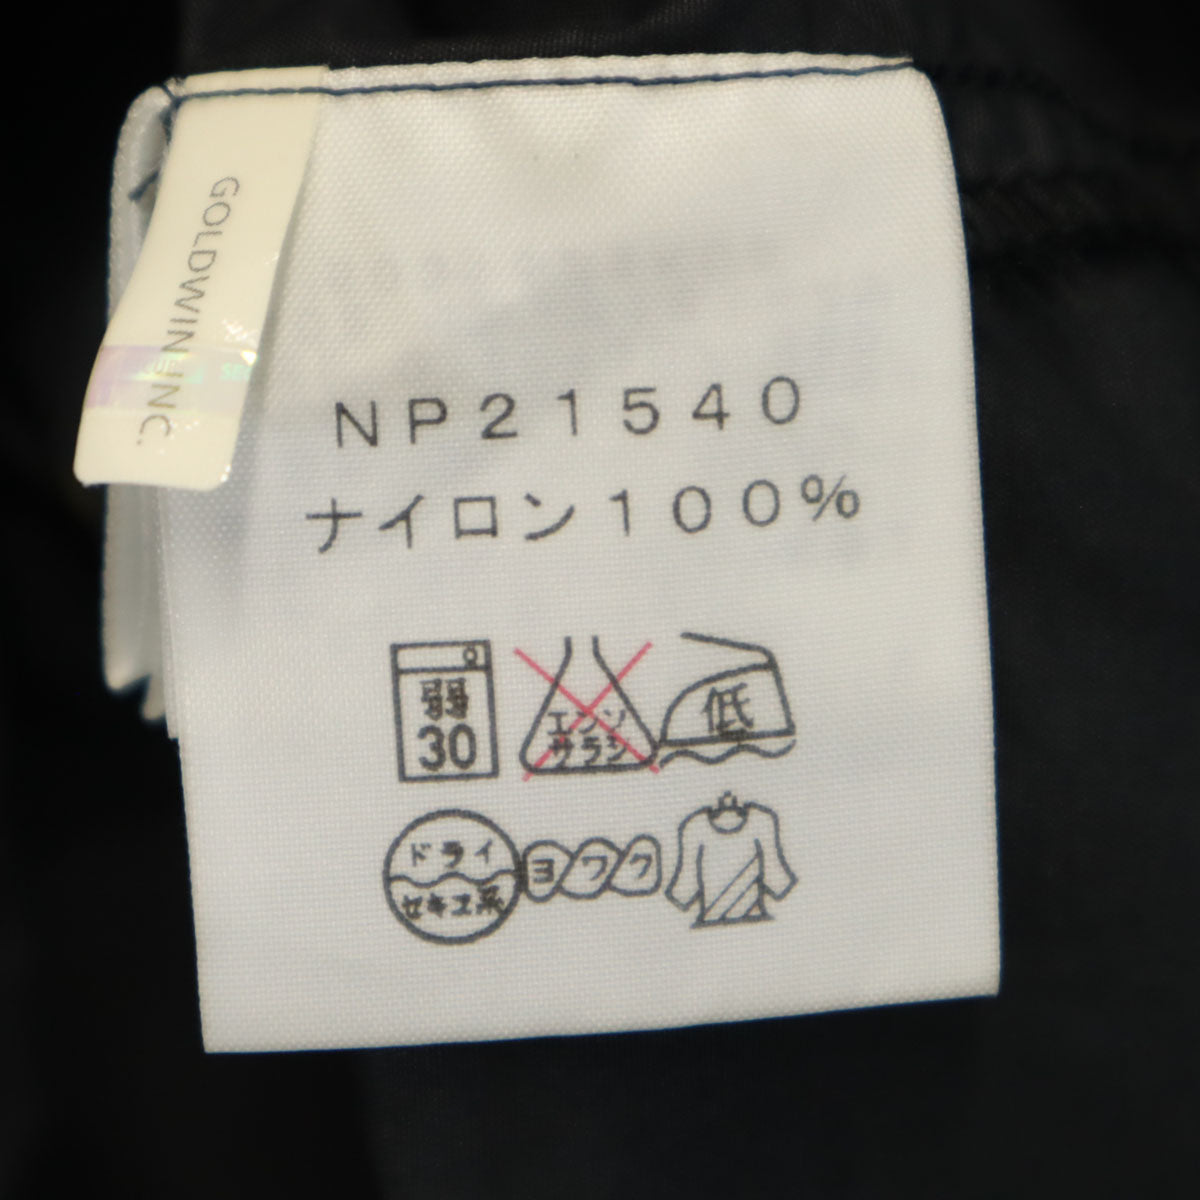 GOLDWIN INC.
NP21540
ナイロン100%
弱
30
エンソ
サラシ
低
ドライ
セキユ系
ヨワク